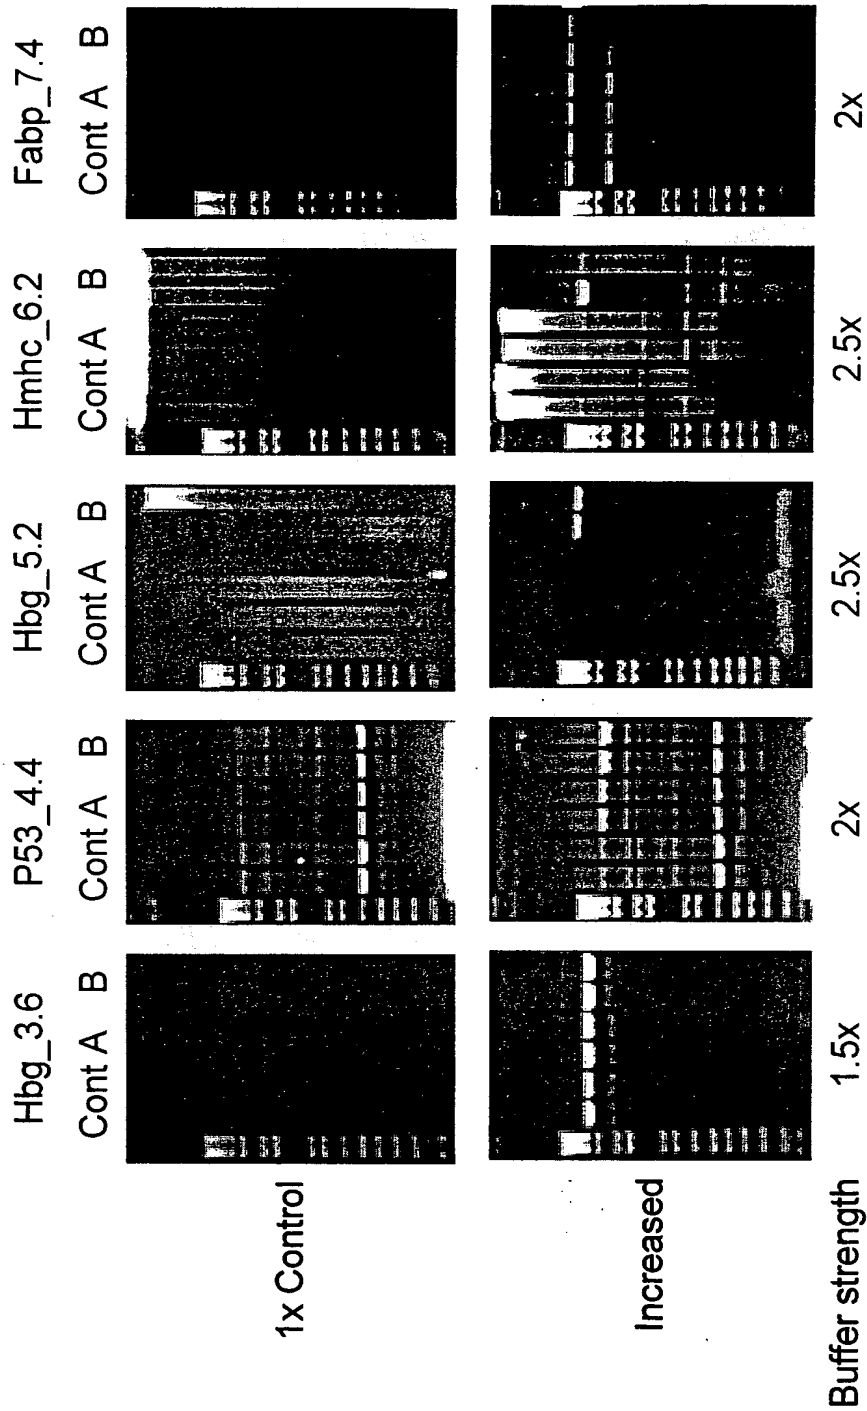 Hbg_3.6 P53_4.4 Hbg_5.2 Hmhc_6.2 Fabp_7.4
Cont A B Cont A B Cont A B Cont A B Cont A B
1x Control
Increased
Buffer strength 1.5x 2x 2.5x 2.5x 2x